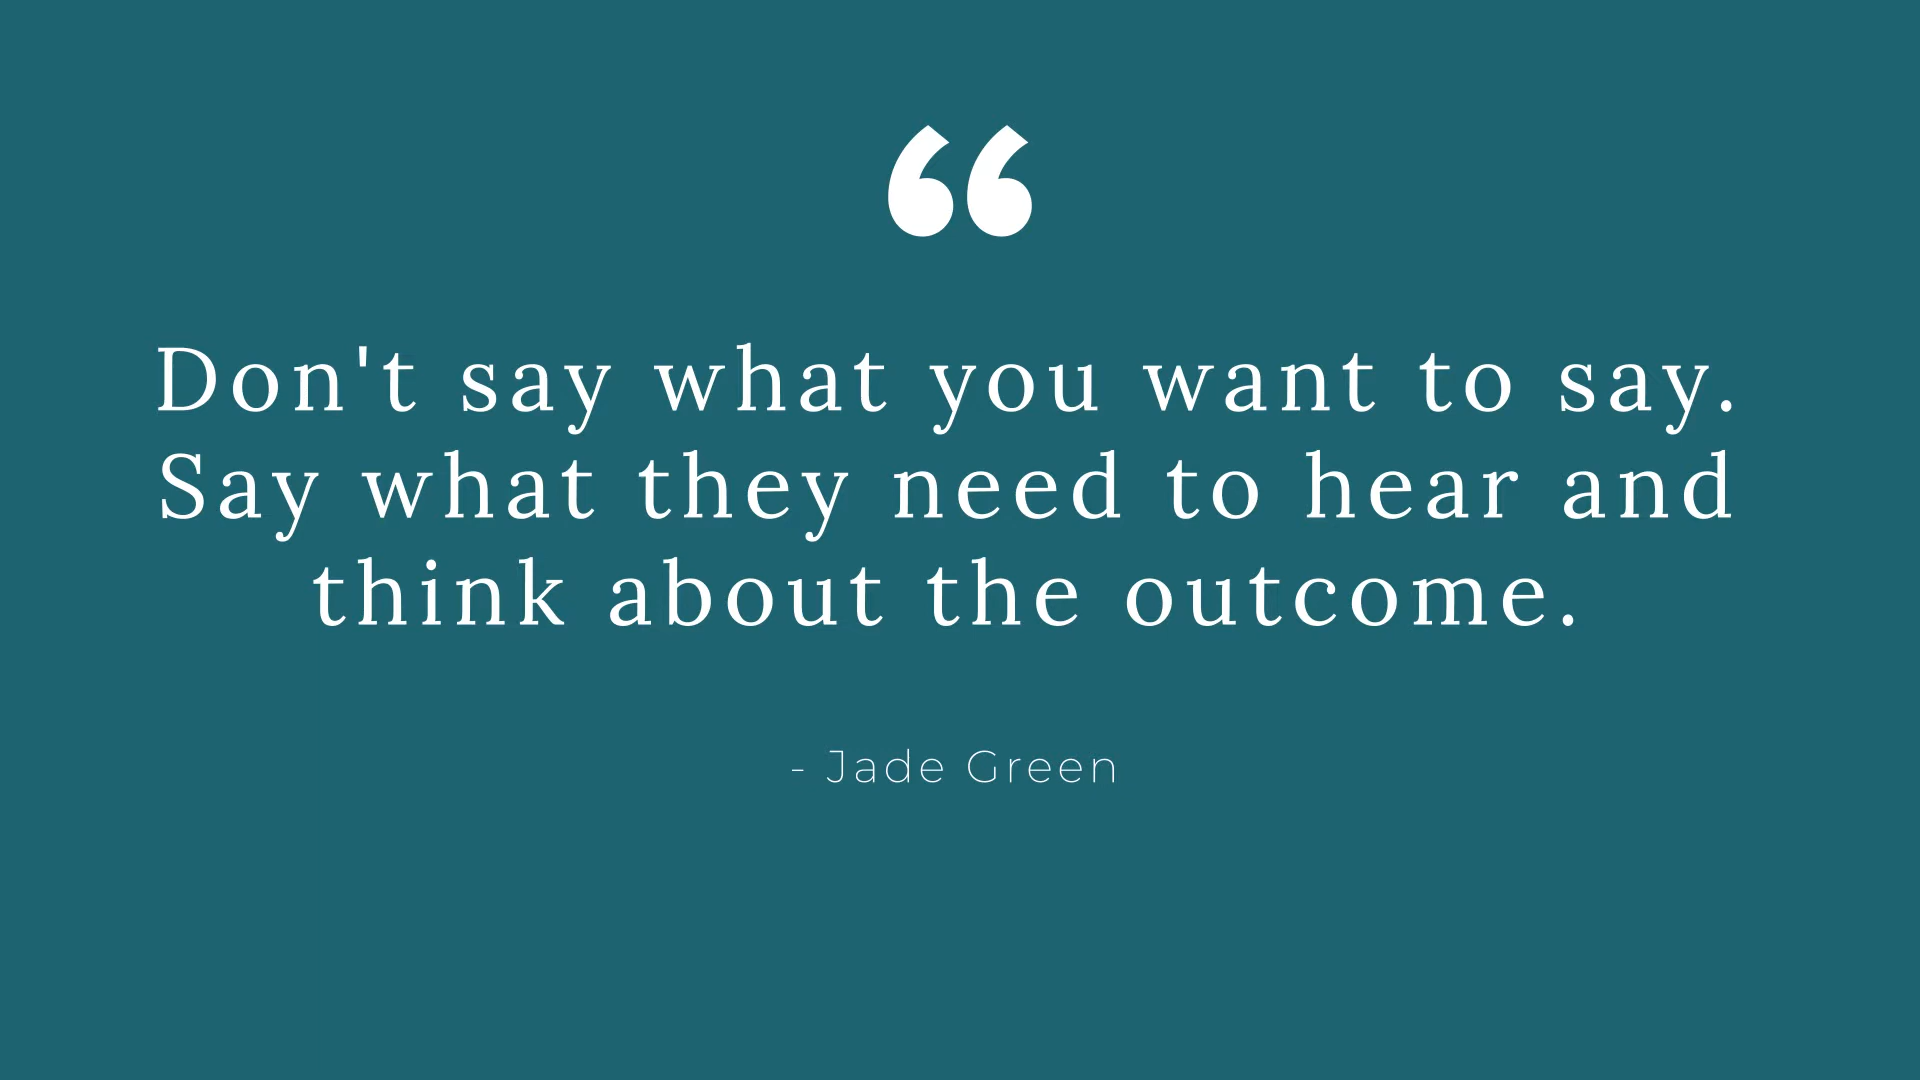 “
Don't say what you want to say.
Say what they need to hear and
think about the outcome.
- Jade Green